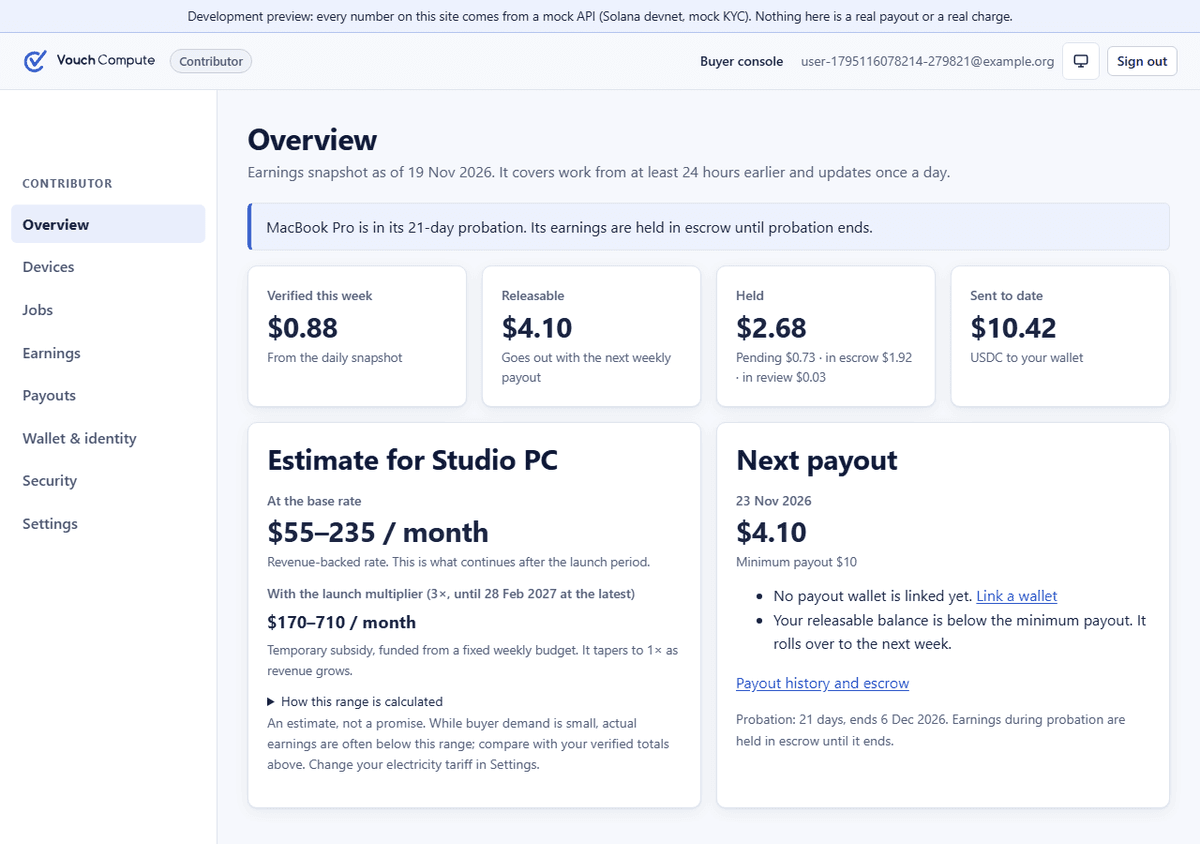 Development preview: every number on this site comes from a mock API (Solana devnet, mock KYC). Nothing here is a real payout or a real charge.
Vouch Compute
Contributor
Buyer console
user-1795116078214-279821@example.org
Sign out
CONTRIBUTOR
Overview
Devices
Jobs
Earnings
Payouts
Wallet & identity
Security
Settings
Overview
Earnings snapshot as of 19 Nov 2026. It covers work from at least 24 hours earlier and updates once a day.
MacBook Pro is in its 21-day probation. Its earnings are held in escrow until probation ends.
Verified this week
$0.88
From the daily snapshot
Releasable
$4.10
Goes out with the next weekly
payout
Held
$2.68
Pending $0.73 · in escrow $1.92
· in review $0.03
Sent to date
$10.42
USDC to your wallet
Estimate for Studio PC
At the base rate
$55–235 / month
Revenue-backed rate. This is what continues after the launch period.
With the launch multiplier (3×, until 28 Feb 2027 at the latest)
$170–710 / month
Temporary subsidy, funded from a fixed weekly budget. It tapers to 1× as
revenue grows.
How this range is calculated
An estimate, not a promise. While buyer demand is small, actual
earnings are often below this range; compare with your verified totals
above. Change your electricity tariff in Settings.
Next payout
23 Nov 2026
$4.10
Minimum payout $10
• No payout wallet is linked yet. Link a wallet
• Your releasable balance is below the minimum payout. It
rolls over to the next week.
Payout history and escrow
Probation: 21 days, ends 6 Dec 2026. Earnings during probation are
held in escrow until it ends.